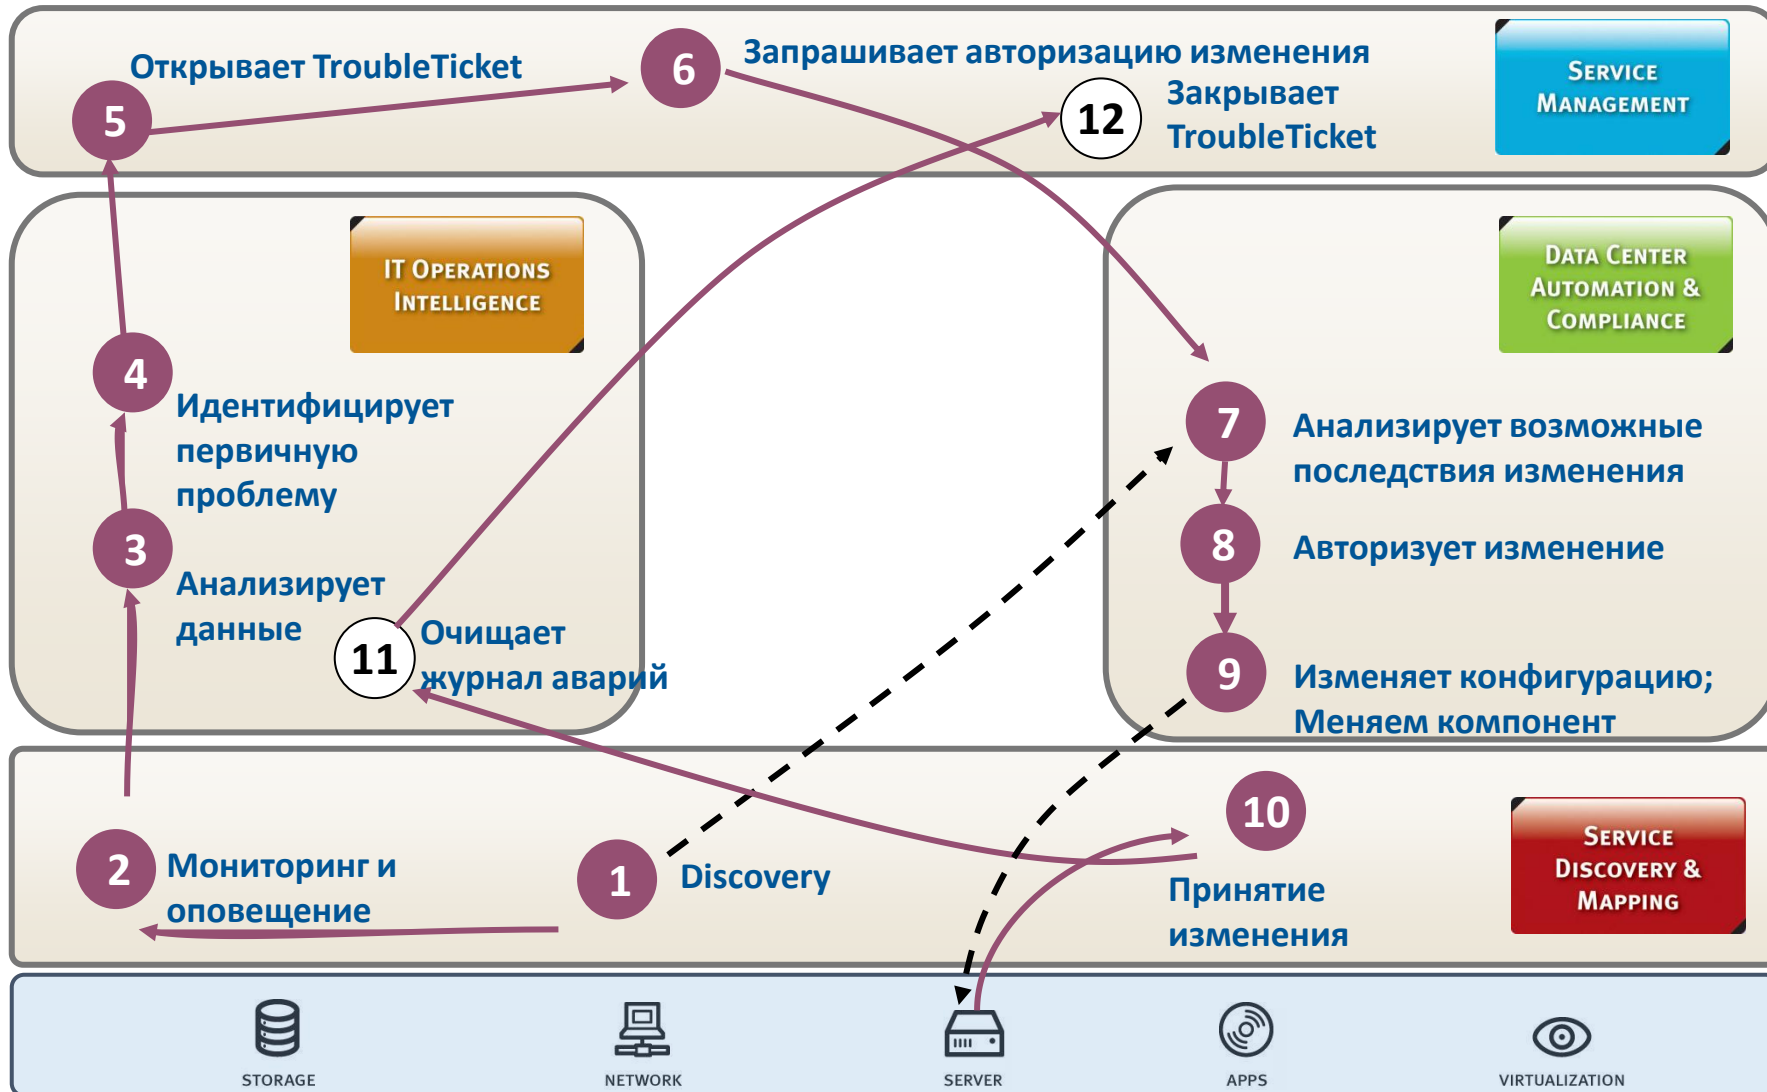 5
Открывает TroubleTicket
6
Запрашивает авторизацию изменения
12
Закрывает
TroubleTicket
SERVICE
MANAGEMENT
IT OPERATIONS
INTELLIGENCE
4
Идентифицирует
первичную
проблему
3
Анализирует
данные
11
Очищает
журнал аварий
DATA CENTER
AUTOMATION &
COMPLIANCE
7
Анализирует возможные
последствия изменения
8
Авторизует изменение
9
Изменяет конфигурацию;
Меняем компонент
2
Мониторинг и
оповещение
1
Discovery
10
Принятие
изменения
SERVICE
DISCOVERY &
MAPPING
STORAGE
NETWORK
SERVER
APPS
VIRTUALIZATION